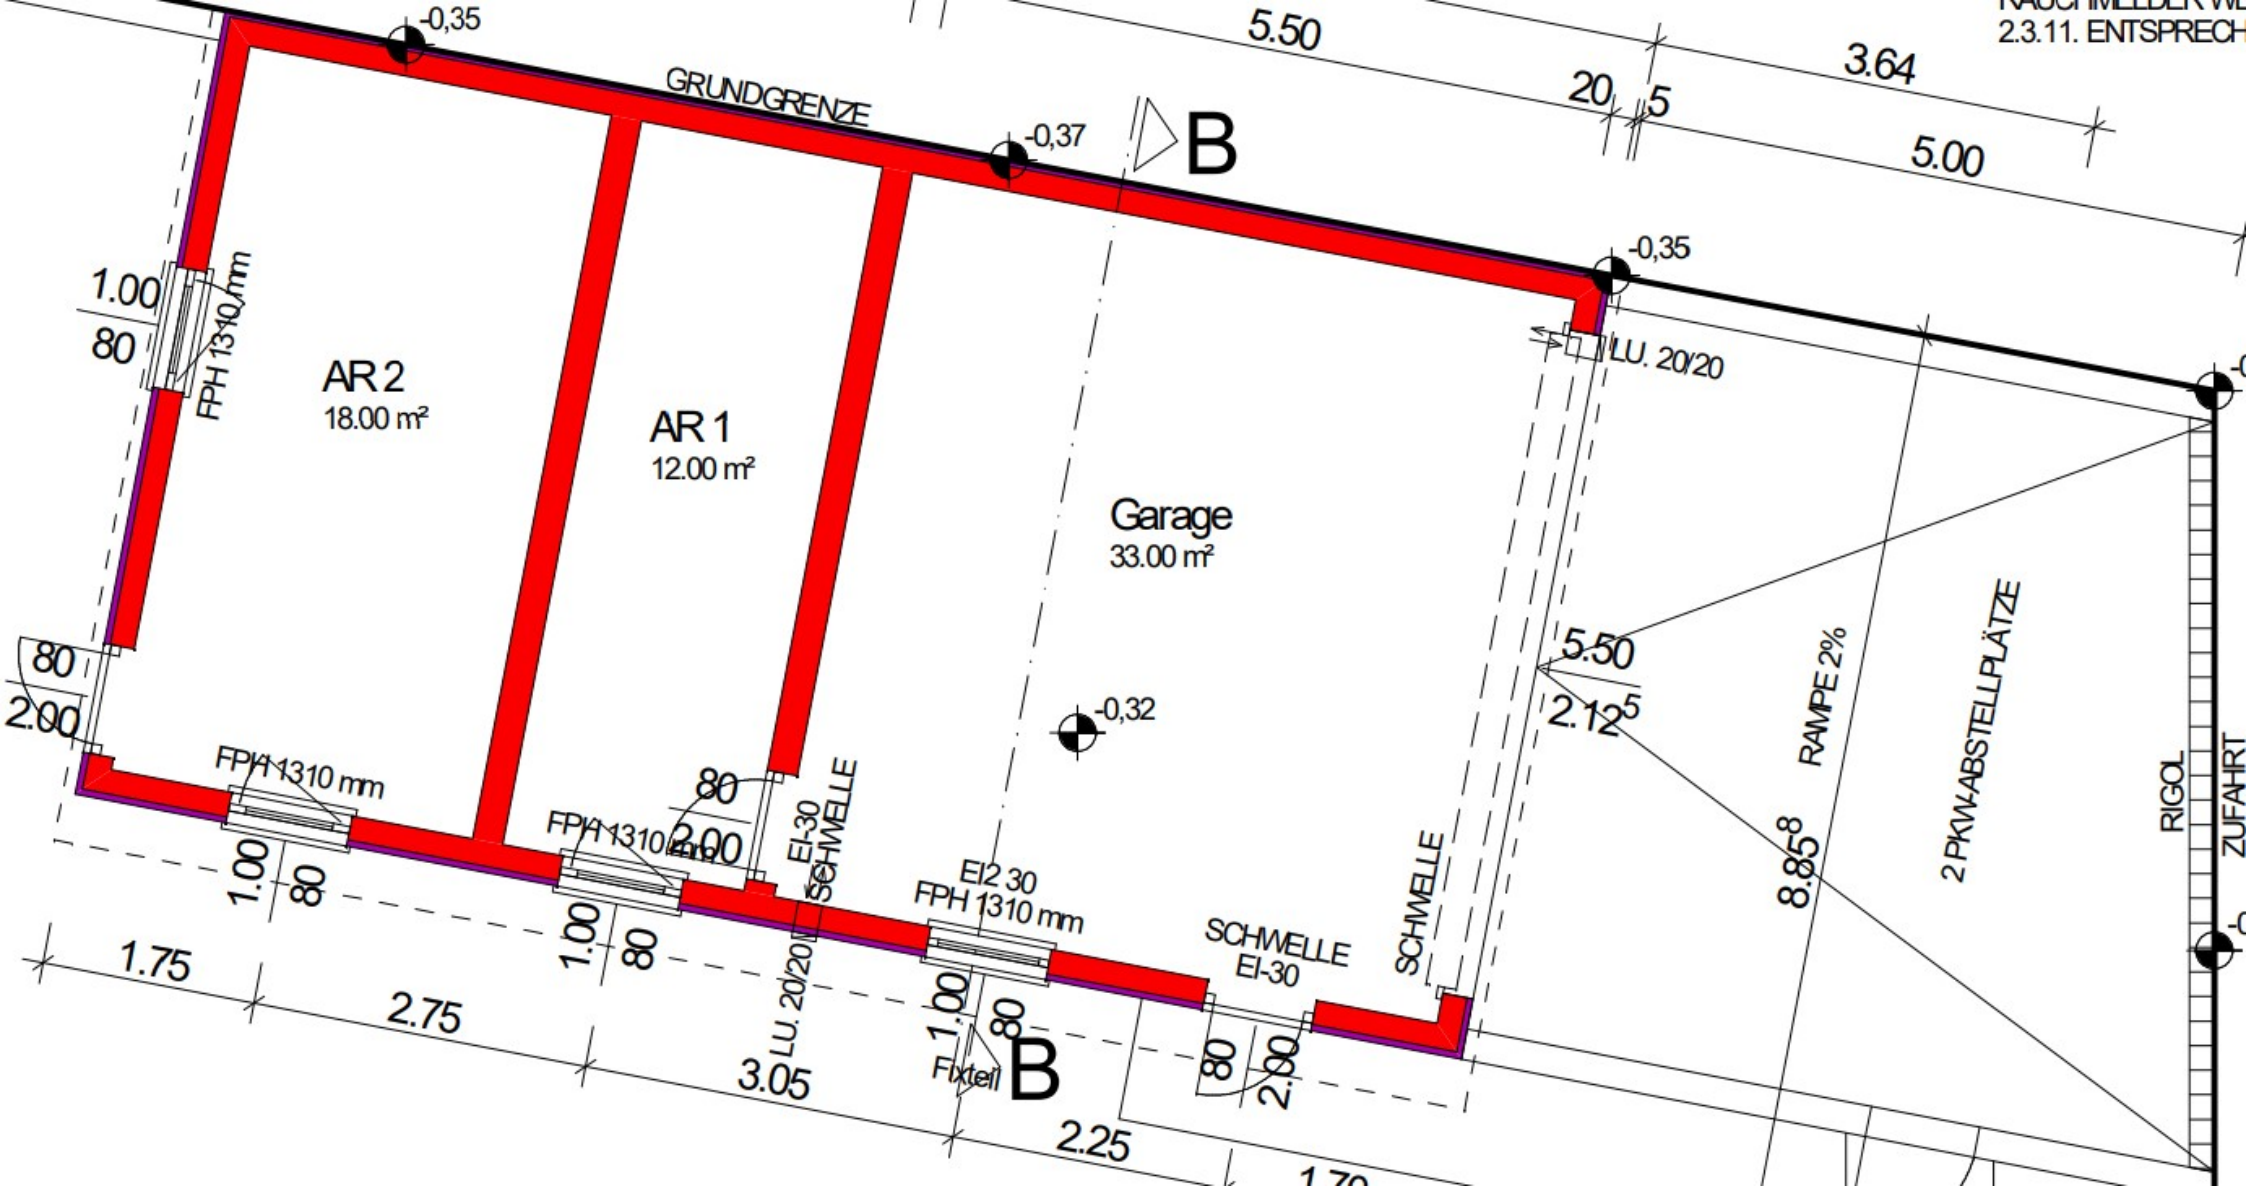 2.3.11. ENTSPRECH
-0,35
5.50
3.64
20
5
GRUNDGRENZE
-0,37
B
5.00
-0,35
1.00
80
FPH 1310 mm
LU. 20/20
AR 2
18.00 m²
AR 1
12.00 m²
Garage
33.00 m²
5.50
2.12⁵
RAMPE 2%
2 PKW-ABSTELLPLÄTZE
80
2.00
-0,32
FPH 1310 mm
80
2.00
EI-30
SCHWELLE
RIGOL
ZUFAHRT
FPH 1310 mm
8.85⁸
SCHWELLE
EI2 30
FPH 1310 mm
SCHWELLE
EI-30
1.00
80
1.00
80
LU. 20/20
1.00
80
1.75
2.75
Fixteil
B
80
2.00
3.05
2.25
1.70